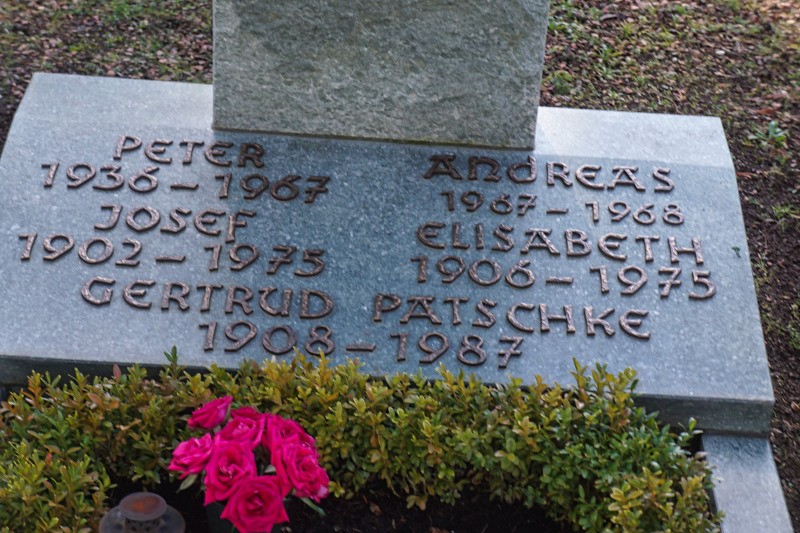 PETER
1936 – 1967
ANDREAS
1967 – 1968
JOSEF
1902 – 1975
ELISABETH
1906 – 1975
GERTRUD PATSCHKE
1908 – 1987